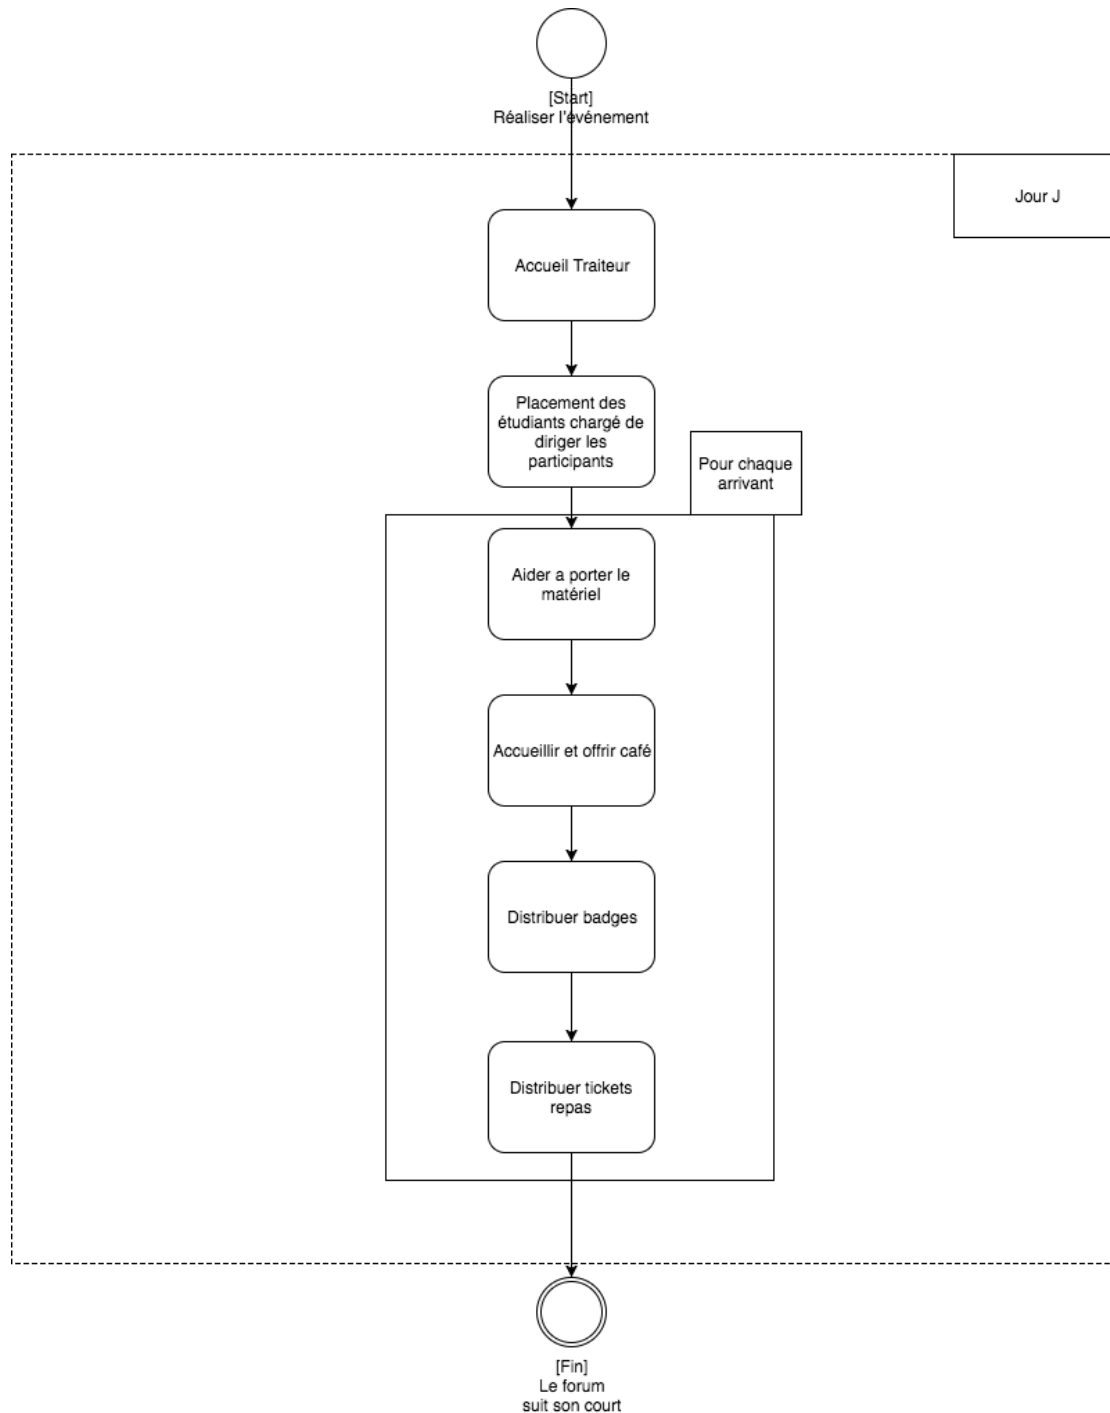 [Start]
Réaliser l'événement
Jour J
Accueil Traiteur
Placement des
étudiants chargé de
diriger les
participants
Pour chaque
arrivant
Aider a porter le
matériel
Accueillir et offrir café
Distribuer badges
Distribuer tickets
repas
[Fin]
Le forum
suit son court